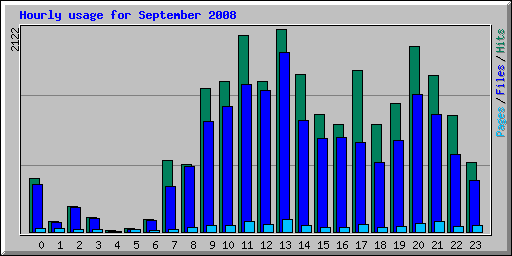 Hourly usage for September 2008
2122
Pages / Files / Hits
0 1 2 3 4 5 6 7 8 9 10 11 12 13 14 15 16 17 18 19 20 21 22 23